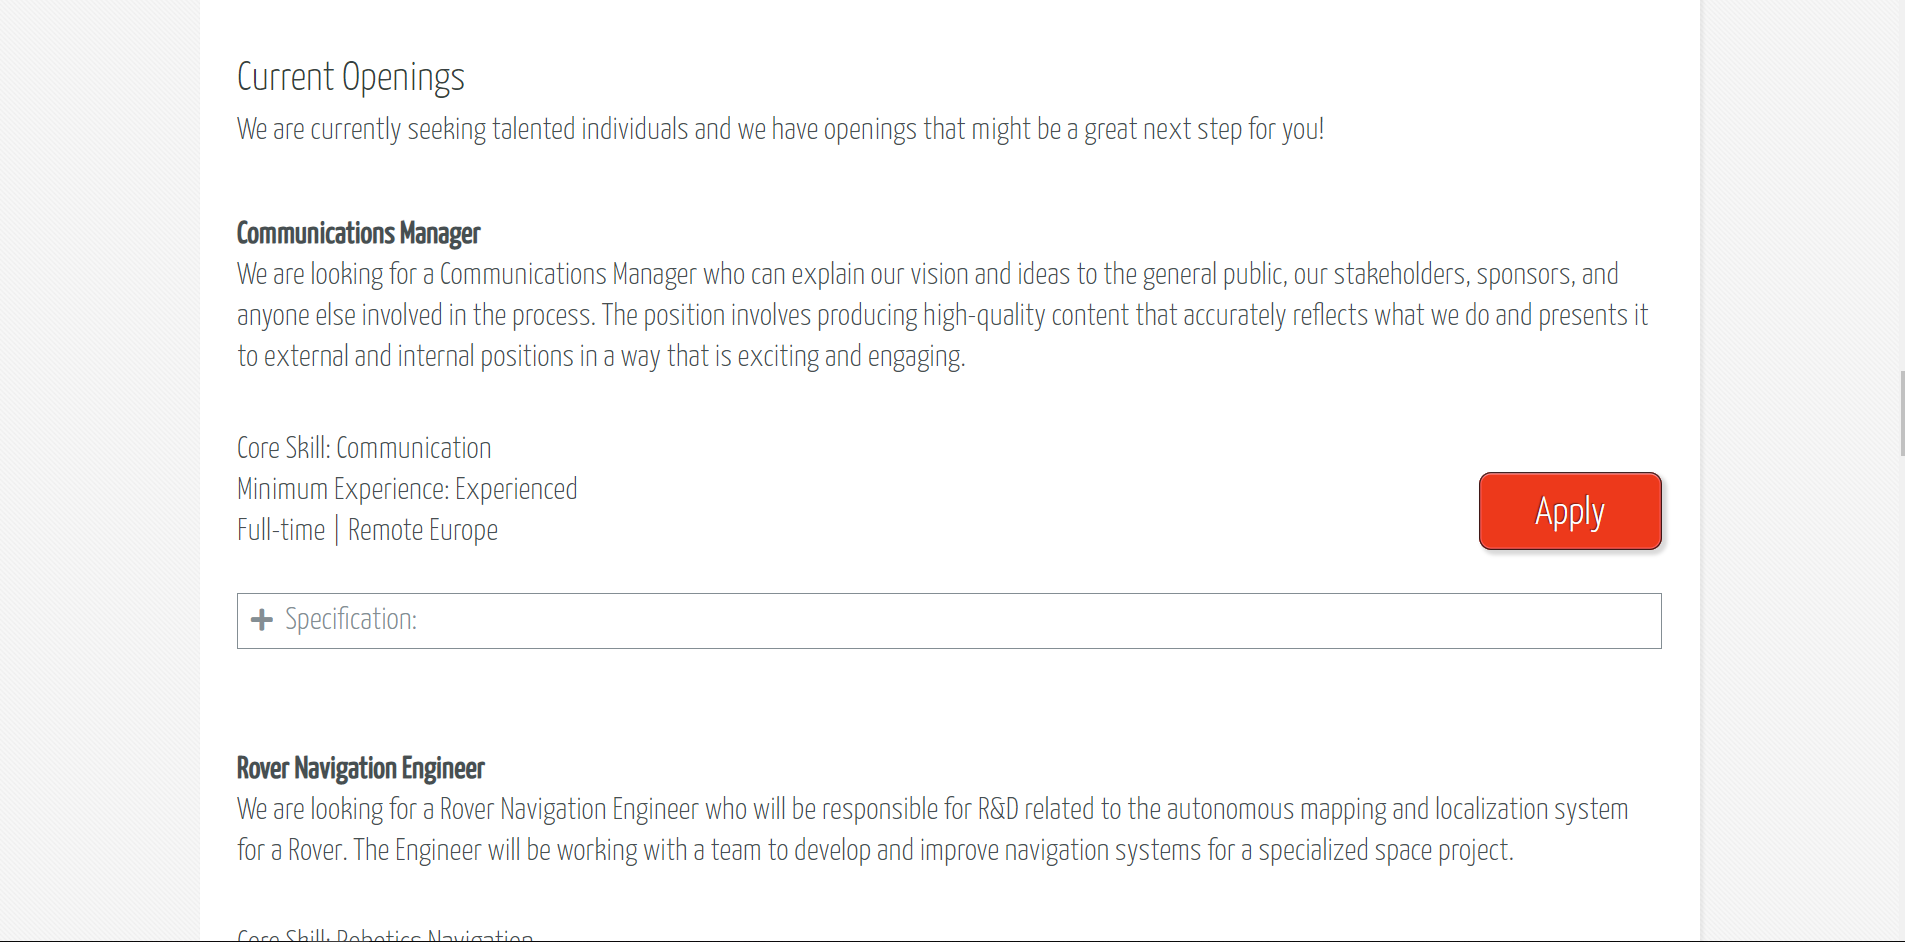 Current Openings
We are currently seeking talented individuals and we have openings that might be a great next step for you!
Communications Manager
We are looking for a Communications Manager who can explain our vision and ideas to the general public, our stakeholders, sponsors, and
anyone else involved in the process. The position involves producing high-quality content that accurately reflects what we do and presents it
to external and internal positions in a way that is exciting and engaging.
Core Skill: Communication
Minimum Experience: Experienced
Full-time | Remote Europe
Apply
Specification:
Rover Navigation Engineer
We are looking for a Rover Navigation Engineer who will be responsible for R&D related to the autonomous mapping and localization system
for a Rover. The Engineer will be working with a team to develop and improve navigation systems for a specialized space project.
Core Skill: Robotics Navigation